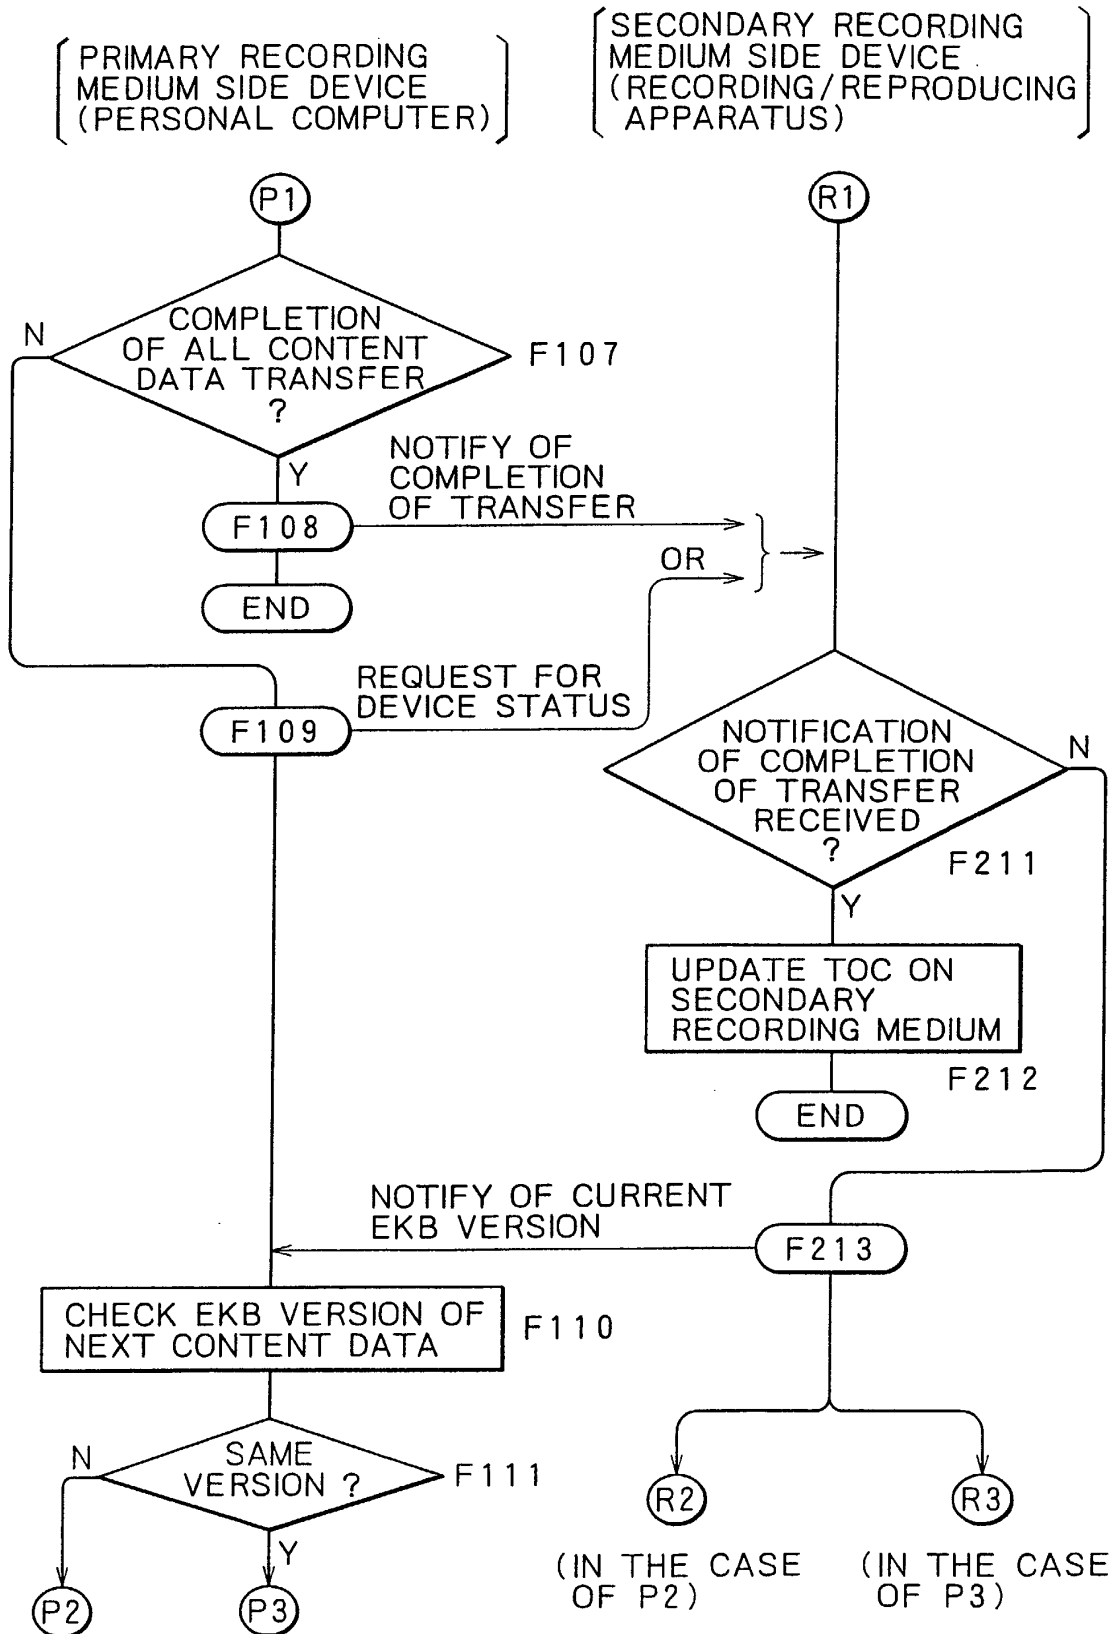 PRIMARY RECORDING
MEDIUM SIDE DEVICE
(PERSONAL COMPUTER)
SECONDARY RECORDING
MEDIUM SIDE DEVICE
(RECORDING/REPRODUCING
APPARATUS)
P1
R1
COMPLETION
OF ALL CONTENT
DATA TRANSFER
?
N
F107
Y
NOTIFY OF
COMPLETION
OF TRANSFER
F108
OR
END
REQUEST FOR
DEVICE STATUS
F109
NOTIFICATION
OF COMPLETION
OF TRANSFER
RECEIVED
?
N
F211
Y
UPDATE TOC ON
SECONDARY
RECORDING MEDIUM
F212
END
NOTIFY OF CURRENT
EKB VERSION
F213
CHECK EKB VERSION OF
NEXT CONTENT DATA
F110
SAME
VERSION ?
N
F111
Y
P2
P3
R2
R3
(IN THE CASE
OF P2)
(IN THE CASE
OF P3)